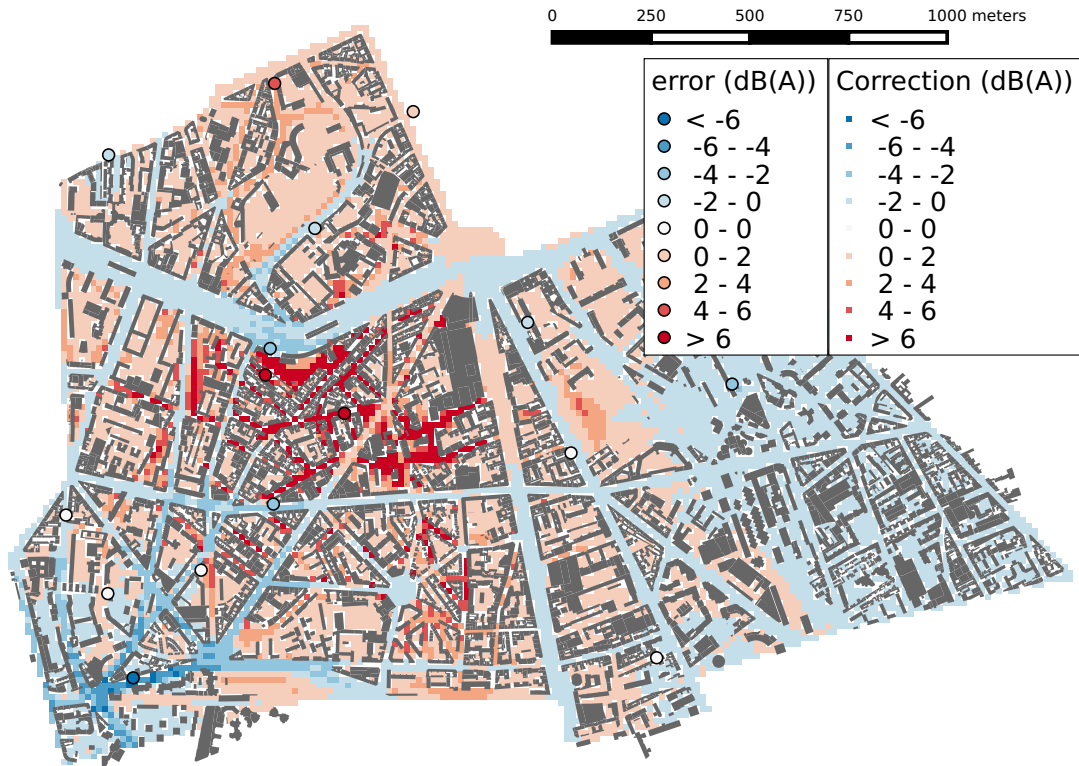 0 250 500 750 1000 meters
error (dB(A)) Correction (dB(A))
< -6 < -6
-6 - -4 -6 - -4
-4 - -2 -4 - -2
-2 - 0 -2 - 0
0 - 0 0 - 0
0 - 2 0 - 2
2 - 4 2 - 4
4 - 6 4 - 6
> 6 > 6